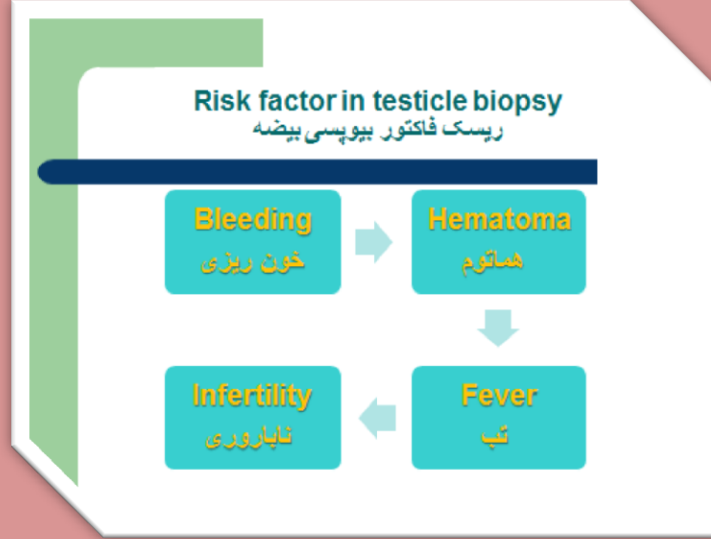 Risk factor in testicle biopsy
ریسک فاکتور بیوپسی بیضه
Bleeding
خون ریزی
Hematoma
هماتوم
Fever
تب
Infertility
ناباروری